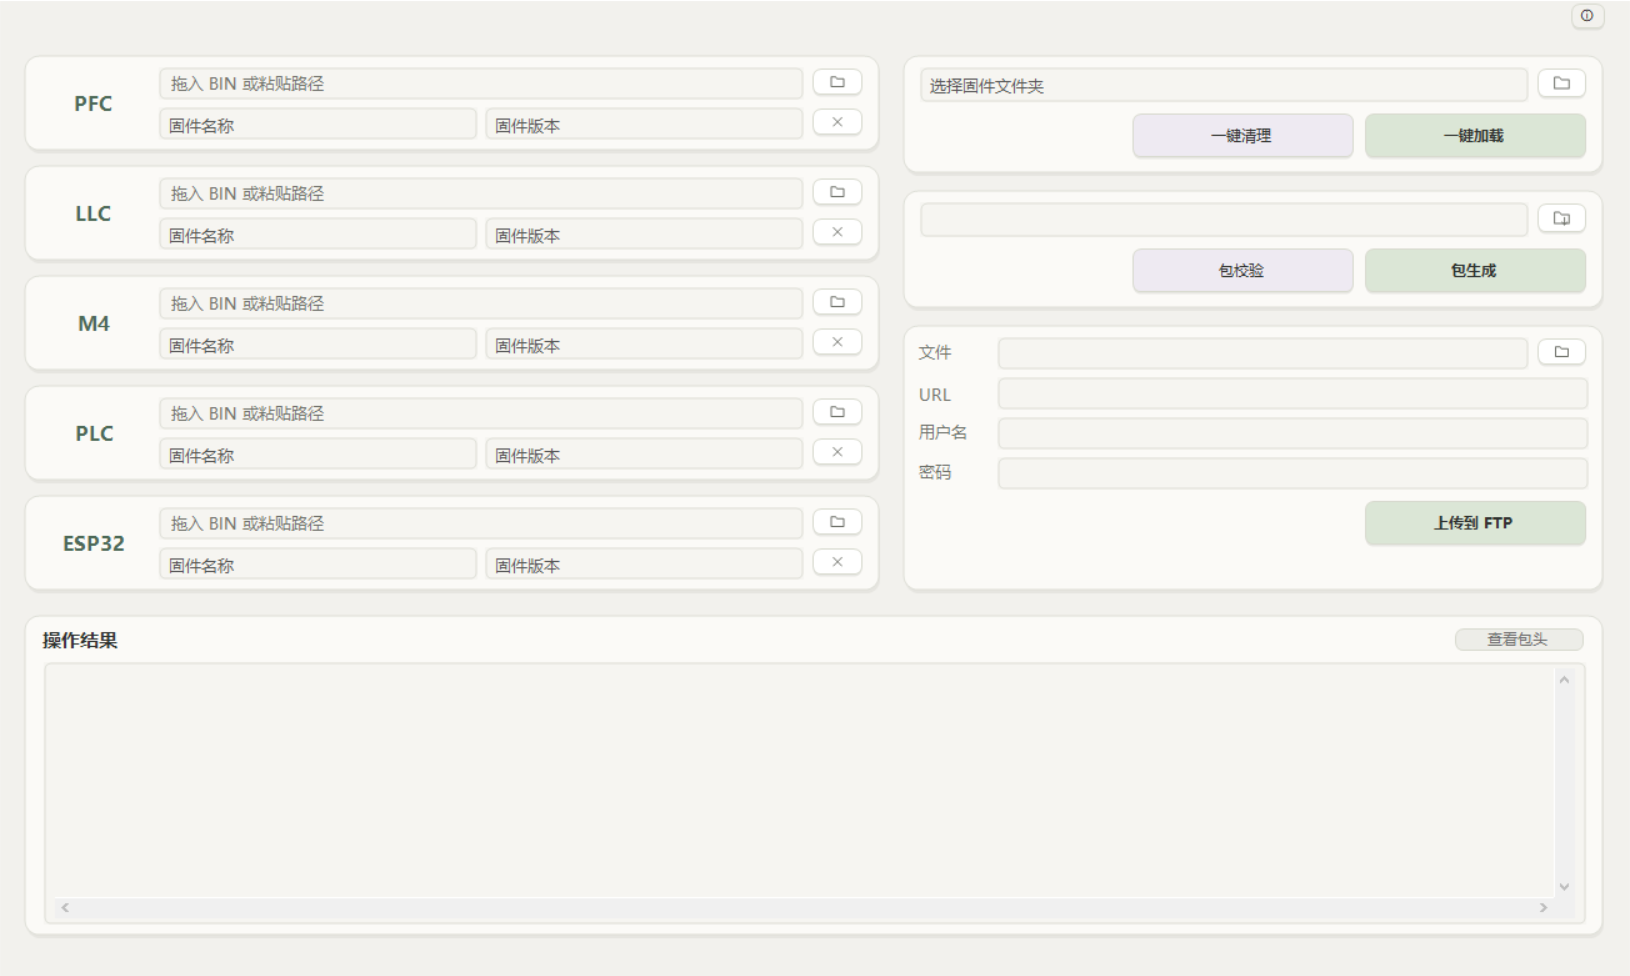 PFC
拖入 BIN 或粘贴路径
固件名称
固件版本
LLC
拖入 BIN 或粘贴路径
固件名称
固件版本
M4
拖入 BIN 或粘贴路径
固件名称
固件版本
PLC
拖入 BIN 或粘贴路径
固件名称
固件版本
ESP32
拖入 BIN 或粘贴路径
固件名称
固件版本
选择固件文件夹
一键清理
一键加载
包校验
包生成
文件
URL
用户名
密码
上传到 FTP
操作结果
查看包头